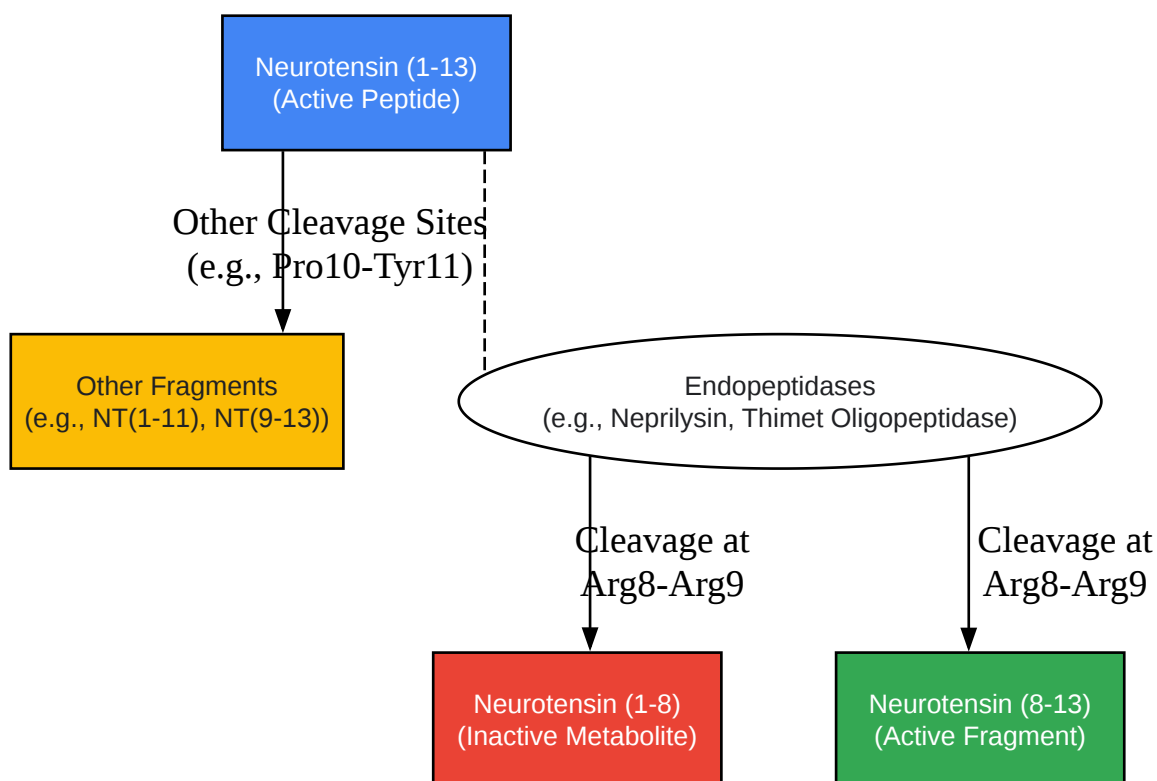 Neurotensin (1-13)
(Active Peptide)
Other Cleavage Sites
(e.g., Pro10-Tyr11)
Other Fragments
(e.g., NT(1-11), NT(9-13))
Endopeptidases
(e.g., Neprilysin, Thimet Oligopeptidase)
Cleavage at
Arg8-Arg9
Cleavage at
Arg8-Arg9
Neurotensin (1-8)
(Inactive Metabolite)
Neurotensin (8-13)
(Active Fragment)